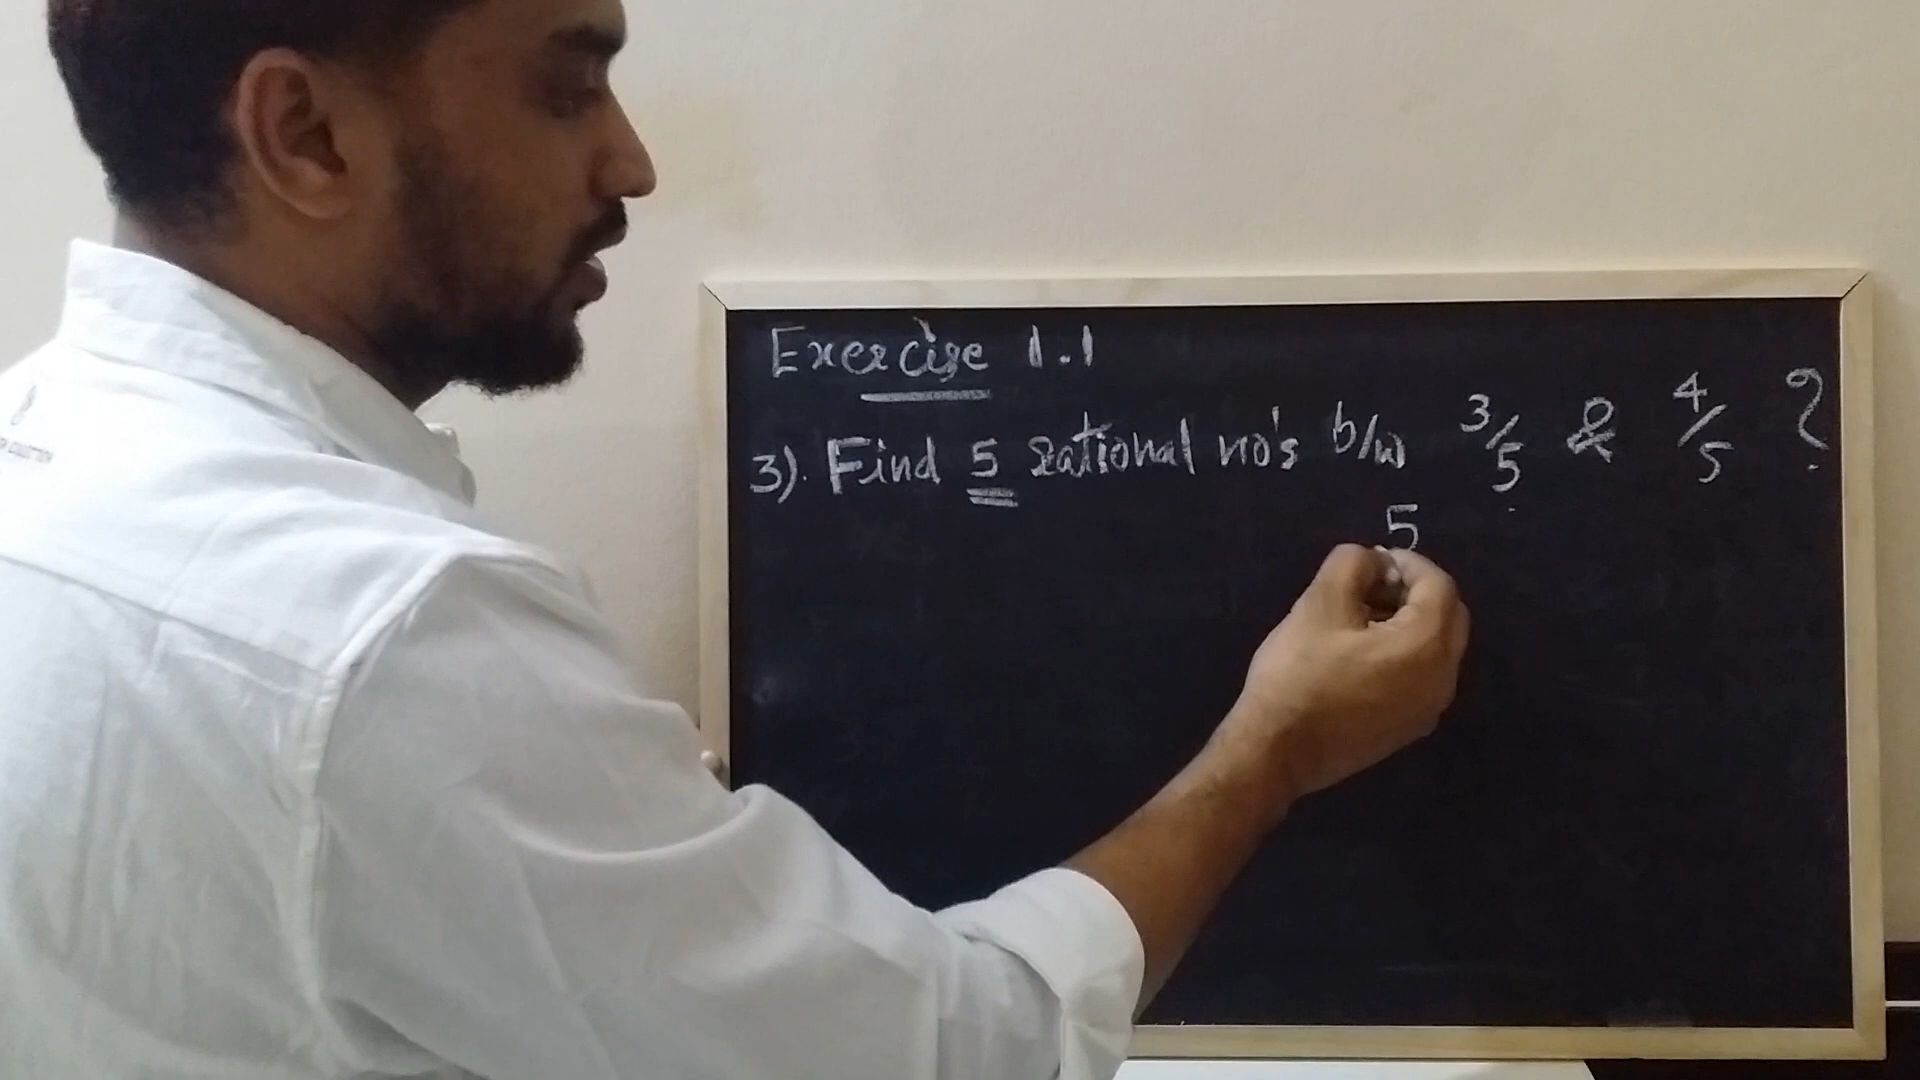 Exercise 1.1
3). Find 5 rational no's b/w 3/5 & 4/5 ?
5